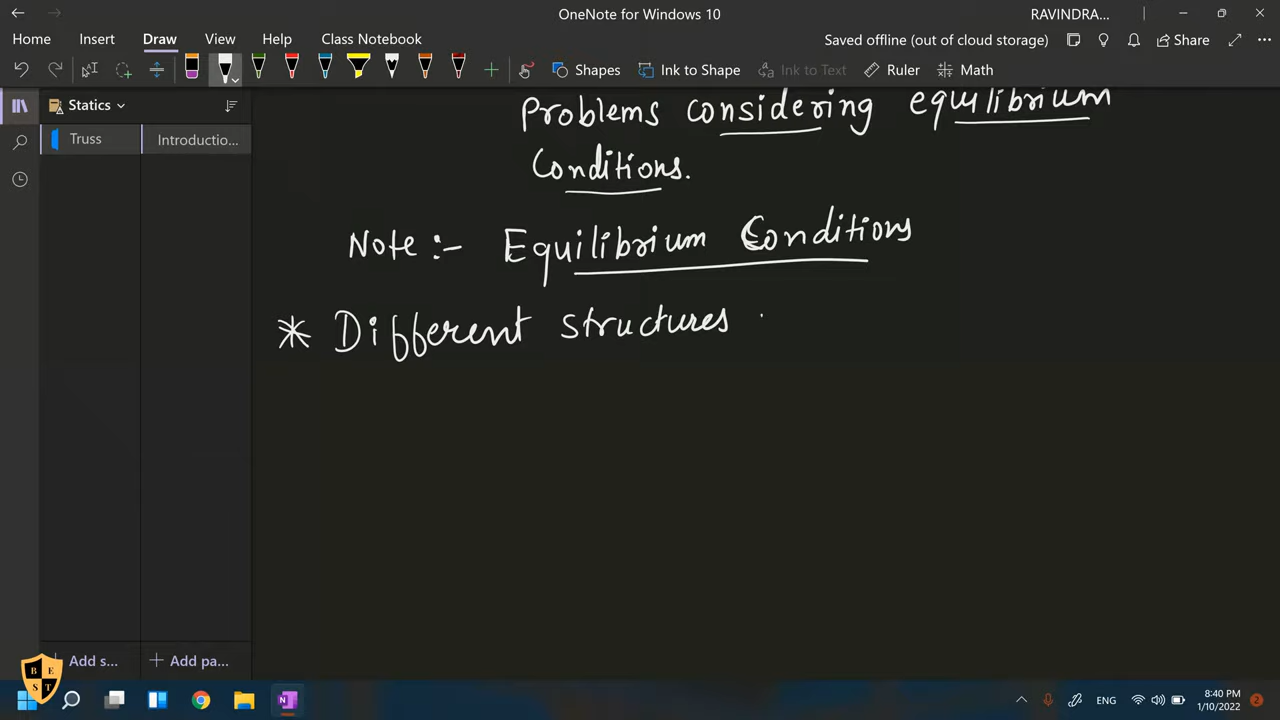 OneNote for Windows 10
RAVINDRA...
Home Insert Draw View Help Class Notebook
Saved offline (out of cloud storage)
Share
Shapes
Ink to Shape
Ink to Text
Ruler
Math
Statics
Truss
Introductio...
Problems considering equilibrium
Conditions.
Note :- Equilibrium Conditions
* Different structures
+ Add s...
+ Add pa...
BEST
ENG
8:40 PM
1/10/2022
2